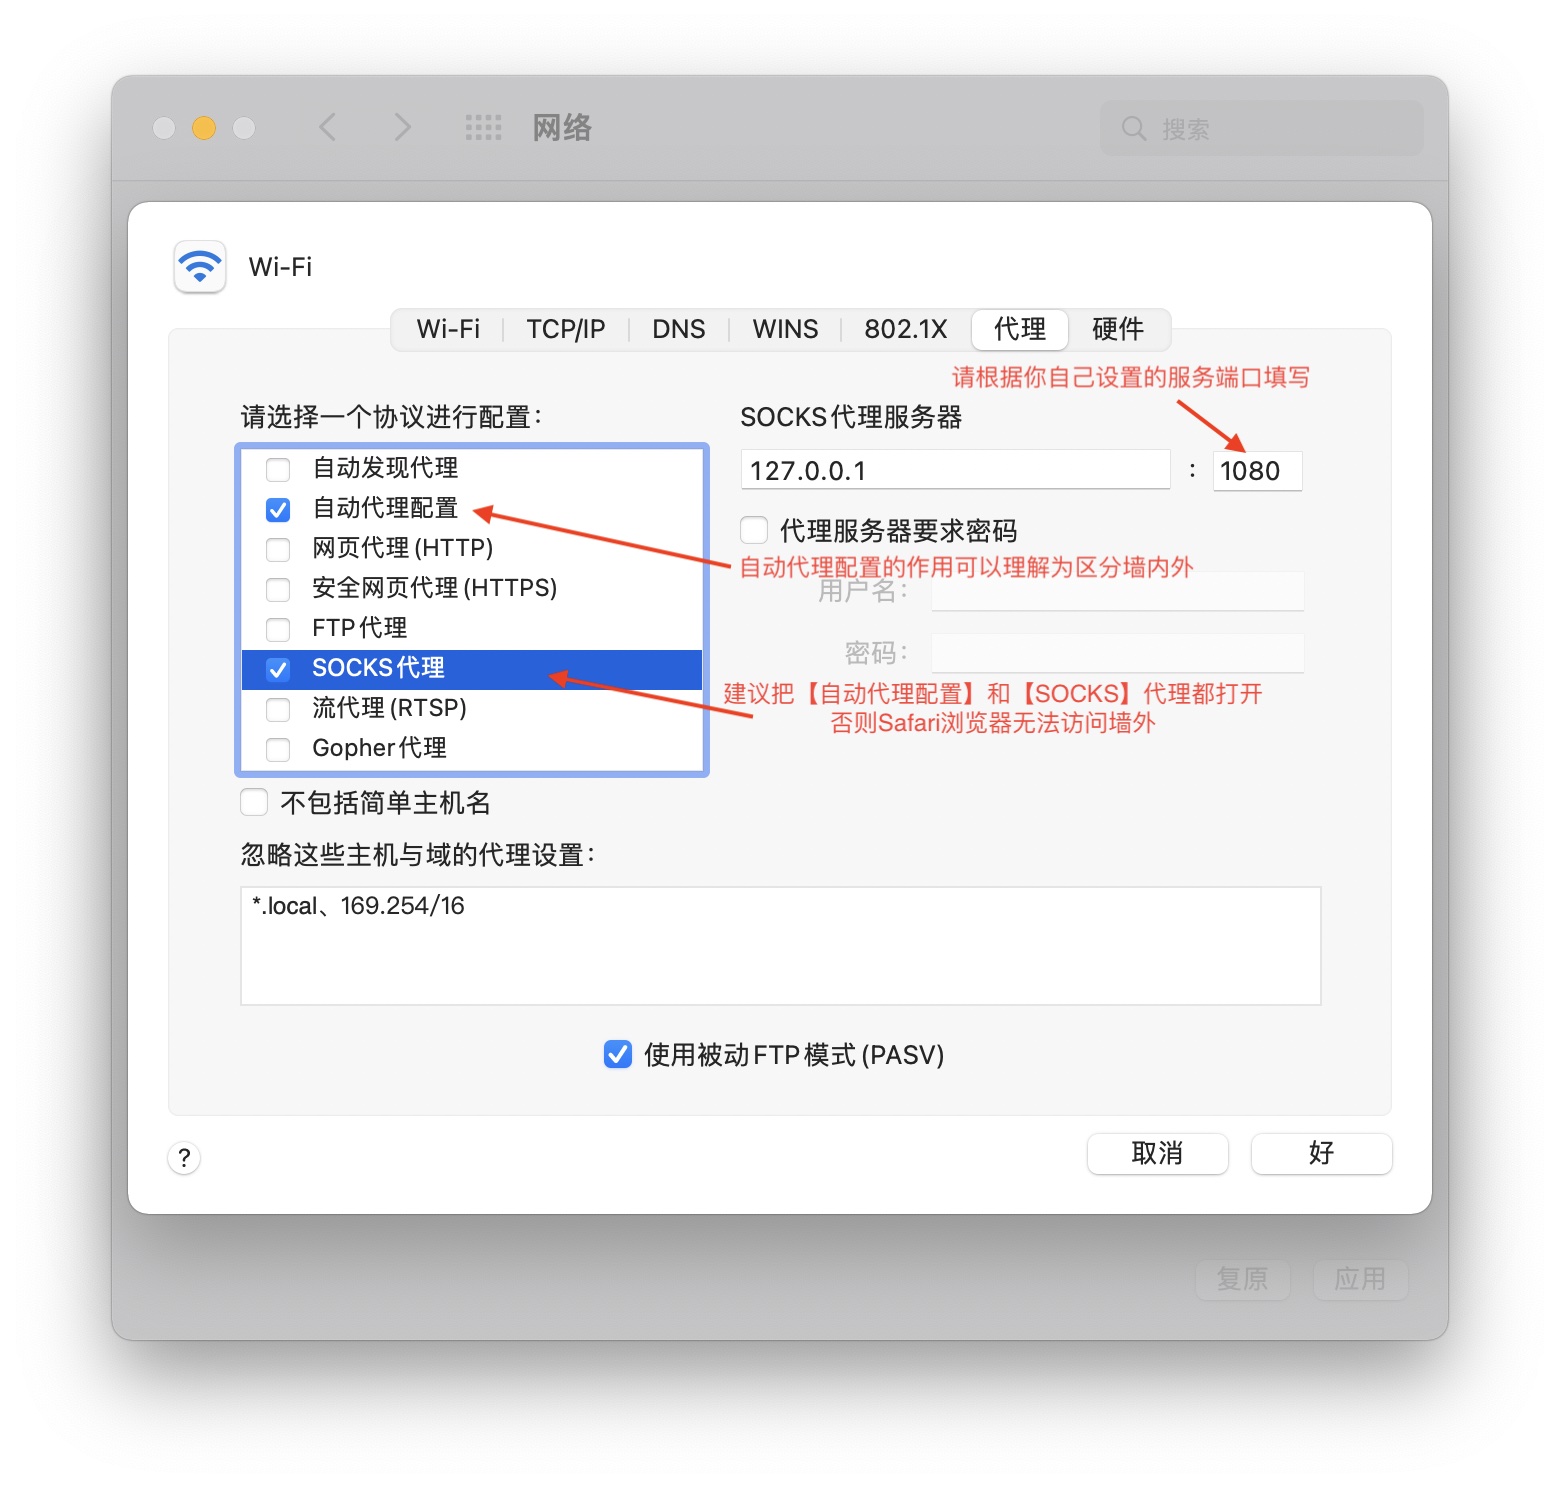 网络
搜索
Wi-Fi
Wi-Fi
TCP/IP
DNS
WINS
802.1X
代理
硬件
请根据你自己设置的服务端口填写
请选择一个协议进行配置：
SOCKS代理服务器
自动发现代理
自动代理配置
网页代理(HTTP)
安全网页代理(HTTPS)
FTP代理
SOCKS代理
流代理(RTSP)
Gopher代理
127.0.0.1 : 1080
代理服务器要求密码
自动代理配置的作用可以理解为区分墙内外
用户名：
密码：
建议把【自动代理配置】和【SOCKS】代理都打开
否则Safari浏览器无法访问墙外
不包括简单主机名
忽略这些主机与域的代理设置：
*.local、169.254/16
使用被动FTP模式(PASV)
?
取消
好
复原
应用